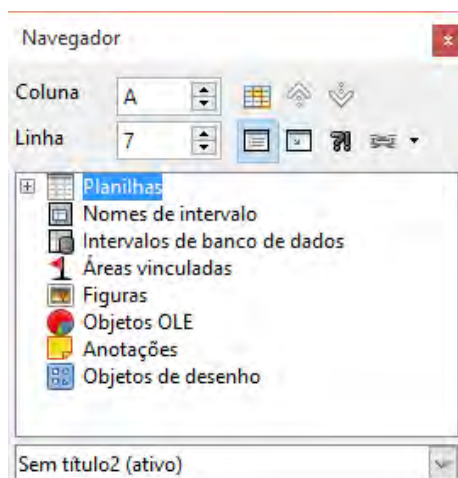 Navegador
Coluna A
Linha 7
Planilhas
Nomes de intervalo
Intervalos de banco de dados
Áreas vinculadas
Figuras
Objetos OLE
Anotações
Objetos de desenho
Sem título2 (ativo)